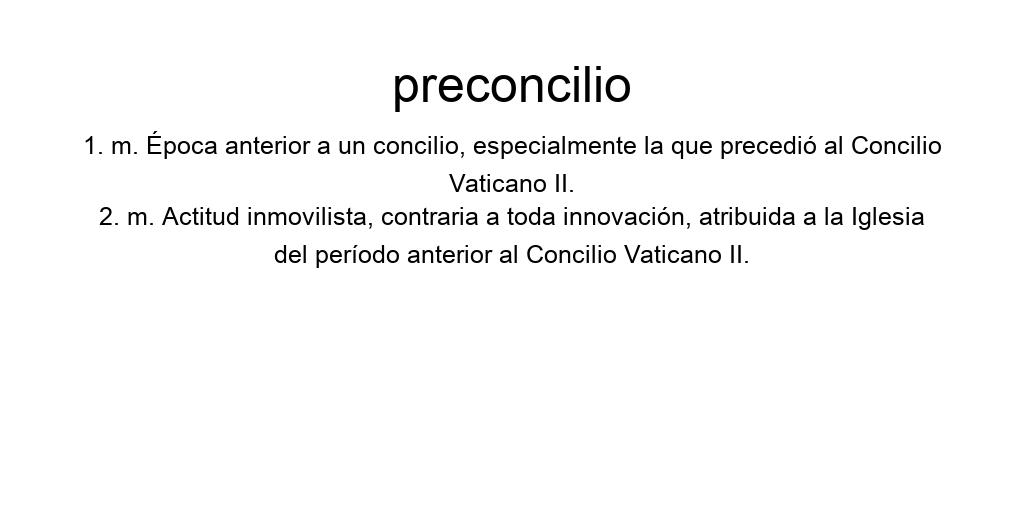 preconcilio
1. m. Época anterior a un concilio, especialmente la que precedió al Concilio
Vaticano II.
2. m. Actitud inmovilista, contraria a toda innovación, atribuida a la Iglesia
del período anterior al Concilio Vaticano II.